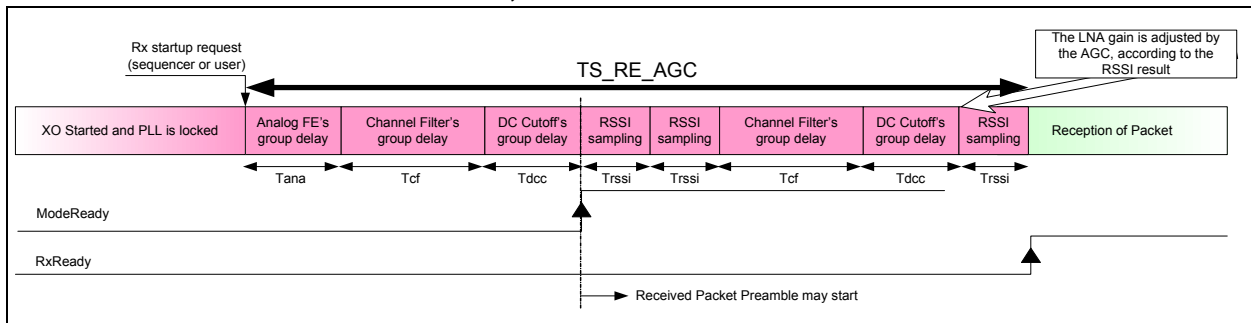 Rx startup request
(sequencer or user)
TS_RE_AGC
The LNA gain is adjusted by
the AGC, according to the
RSSI result
XO Started and PLL is locked
Analog FE's
group delay
Channel Filter's
group delay
DC Cutoff's
group delay
RSSI
sampling
RSSI
sampling
Channel Filter's
group delay
DC Cutoff's
group delay
RSSI
sampling
Reception of Packet
Tana
Tcf
Tdcc
Trssi
Trssi
Tcf
Tdcc
Trssi
ModeReady
RxReady
Received Packet Preamble may start